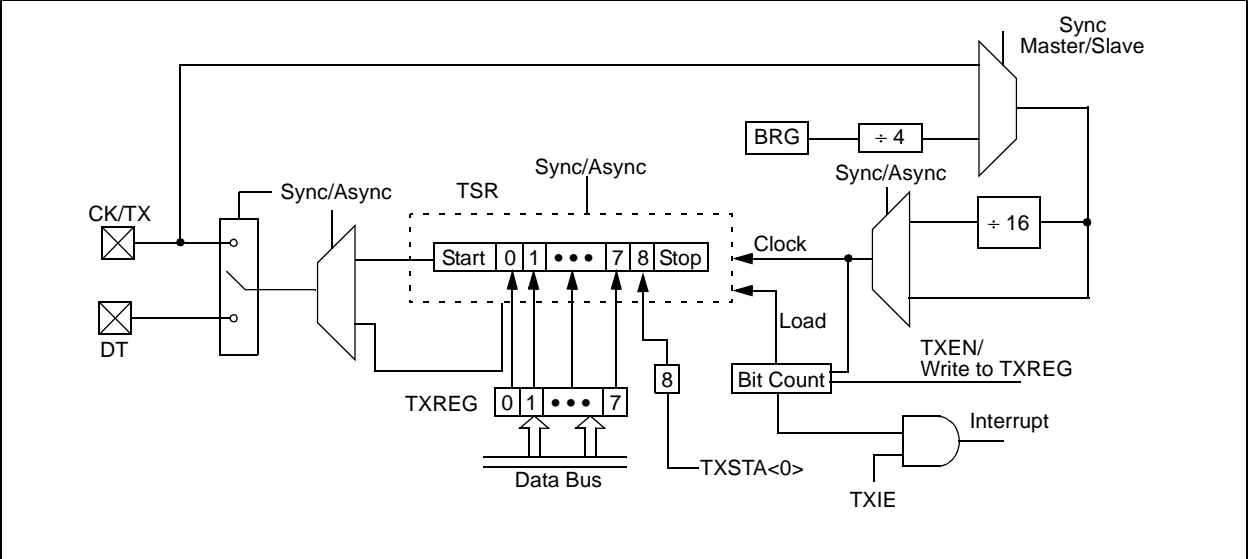 Sync
Master/Slave
BRG
÷ 4
Sync/Async
Sync/Async
TSR
Sync/Async
CK/TX
÷ 16
Start 0 1 ••• 7 8 Stop
Clock
Load
DT
TXEN/
Write to TXREG
8
Bit Count
TXREG 0 1 ••• 7
Interrupt
TXSTA<0>
Data Bus
TXIE